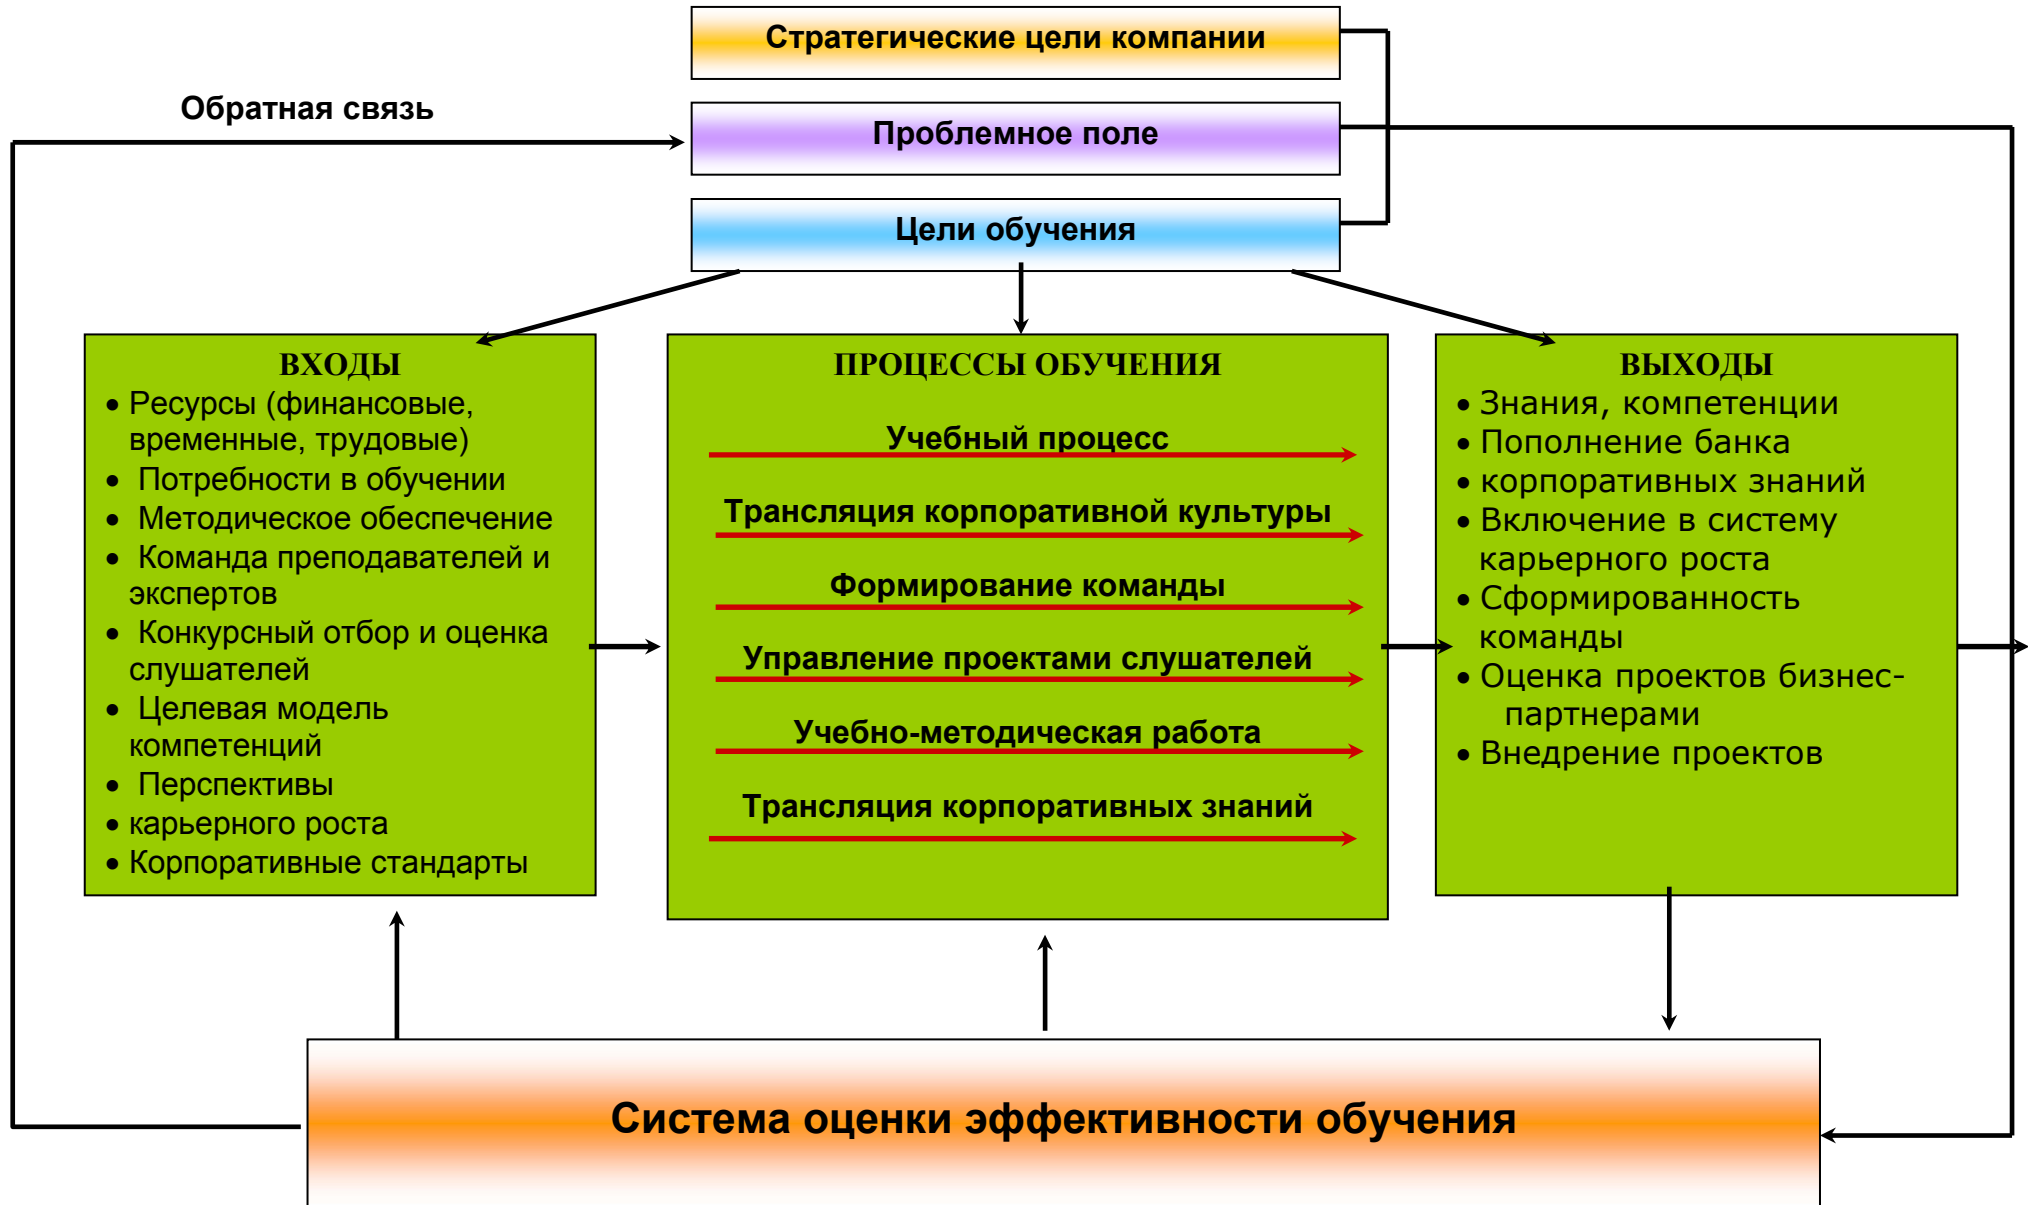 Стратегические цели компании
Обратная связь
Проблемное поле
Цели обучения
ВХОДЫ
• Ресурсы (финансовые,
временные, трудовые)
• Потребности в обучении
• Методическое обеспечение
• Команда преподавателей и
экспертов
• Конкурсный отбор и оценка
слушателей
• Целевая модель
компетенций
• Перспективы
• карьерного роста
• Корпоративные стандарты
ПРОЦЕССЫ ОБУЧЕНИЯ
Учебный процесс
Трансляция корпоративной культуры
Формирование команды
Управление проектами слушателей
Учебно-методическая работа
Трансляция корпоративных знаний
ВЫХОДЫ
• Знания, компетенции
• Пополнение банка
• корпоративных знаний
• Включение в систему
карьерного роста
• Сформированность
команды
• Оценка проектов бизнес-
партнерами
• Внедрение проектов
Система оценки эффективности обучения